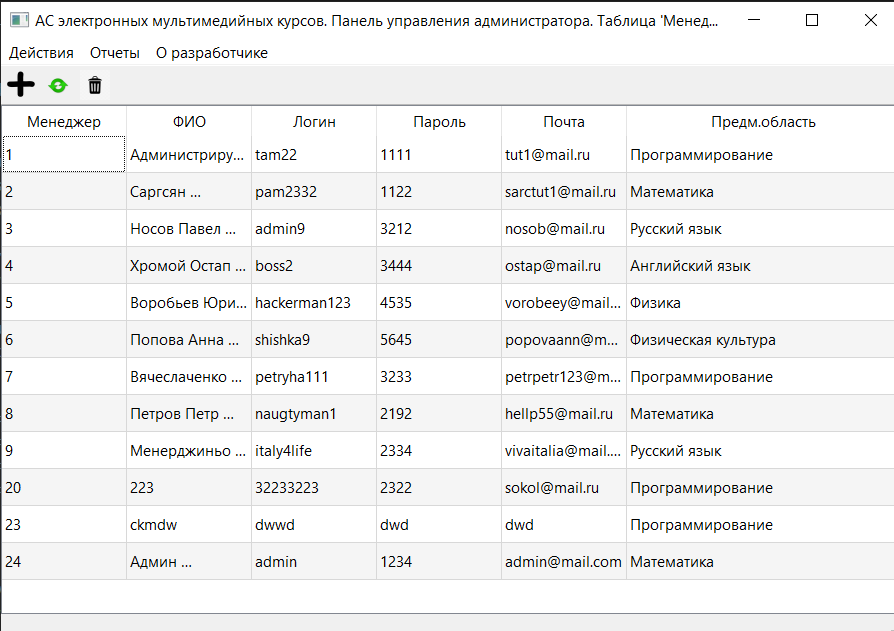 АС электронных мультимедийных курсов. Панель управления администратора. Таблица 'Менед...
Действия Отчеты О разработчике
Менеджер ФИО Логин Пароль Почта Предм.область
1 Администриру... tam22 1111 tut1@mail.ru Программирование
2 Саргсян ... pam2332 1122 sarctut1@mail.ru Математика
3 Носов Павел ... admin9 3212 nosob@mail.ru Русский язык
4 Хромой Остап ... boss2 3444 ostap@mail.ru Английский язык
5 Воробьев Юри... hackerman123 4535 vorobeey@mail... Физика
6 Попова Анна ... shishka9 5645 popovaann@m... Физическая культура
7 Вячеслаченко ... petryha111 3233 petrpetr123@m... Программирование
8 Петров Петр ... naugtyman1 2192 hellp55@mail.ru Математика
9 Менерджиньо ... italy4life 2334 vivaitalia@mail.... Русский язык
20 223 32233223 2322 sokol@mail.ru Программирование
23 ckmdw dwwd dwd dwd Программирование
24 Админ ... admin 1234 admin@mail.com Математика